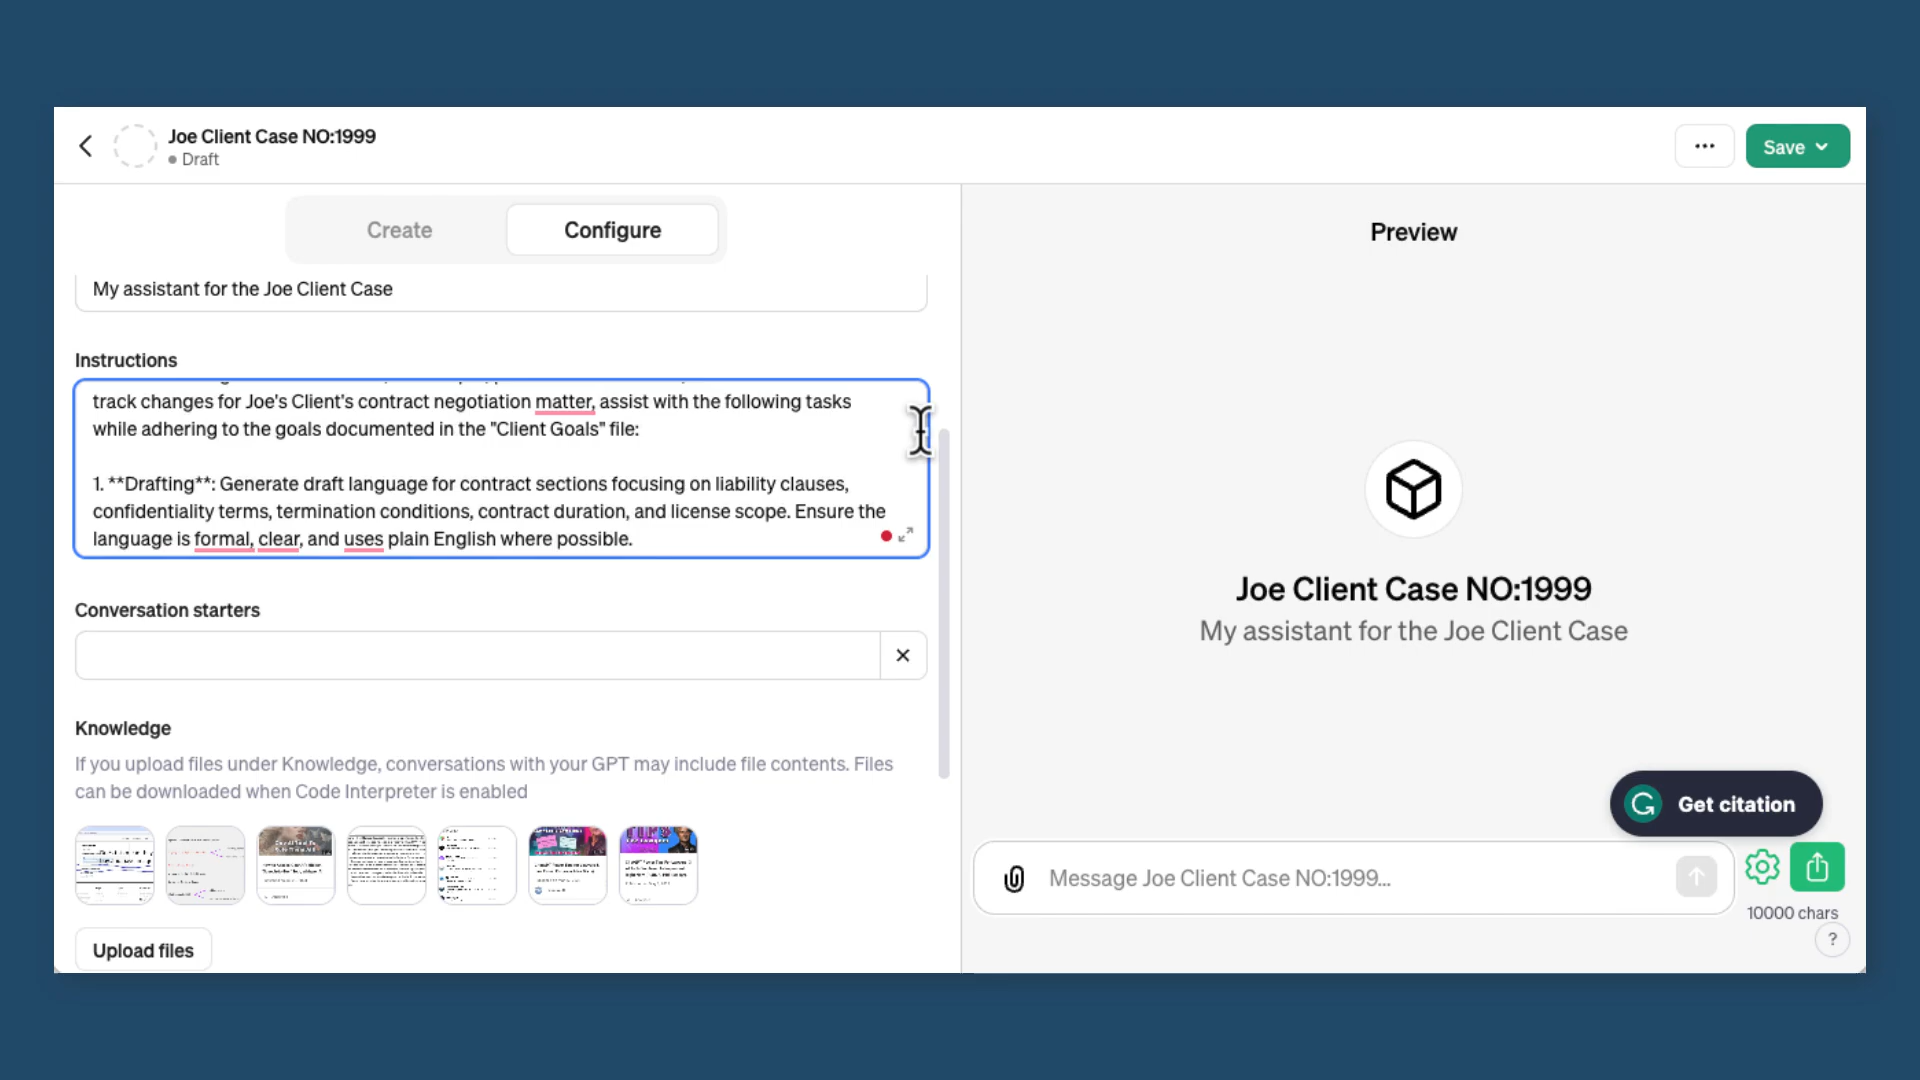 Joe Client Case NO:1999
Draft
Save
Create
Configure
My assistant for the Joe Client Case
Instructions
track changes for Joe's Client's contract negotiation matter, assist with the following tasks
while adhering to the goals documented in the "Client Goals" file:
1. **Drafting**: Generate draft language for contract sections focusing on liability clauses,
confidentiality terms, termination conditions, contract duration, and license scope. Ensure the
language is formal, clear, and uses plain English where possible.
Conversation starters
Knowledge
If you upload files under Knowledge, conversations with your GPT may include file contents. Files
can be downloaded when Code Interpreter is enabled
Upload files
Preview
Joe Client Case NO:1999
My assistant for the Joe Client Case
Get citation
Message Joe Client Case NO:1999...
10000 chars
?